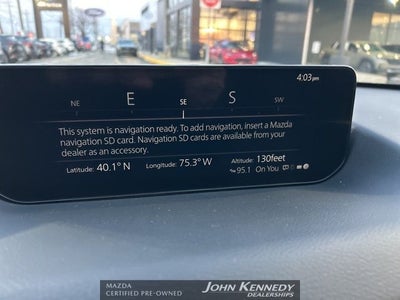 4:03pm
NE E SE S SW
This system is navigation ready. To add navigation, insert a Mazda
navigation SD card. Navigation SD cards are available from your
dealer as an accessory.
Latitude: 40.1° N Longitude: 75.3° W Altitude: 130feet
95.1 On You
MAZDA
CERTIFIED PRE-OWNED
JOHN KENNEDY
DEALERSHIPS